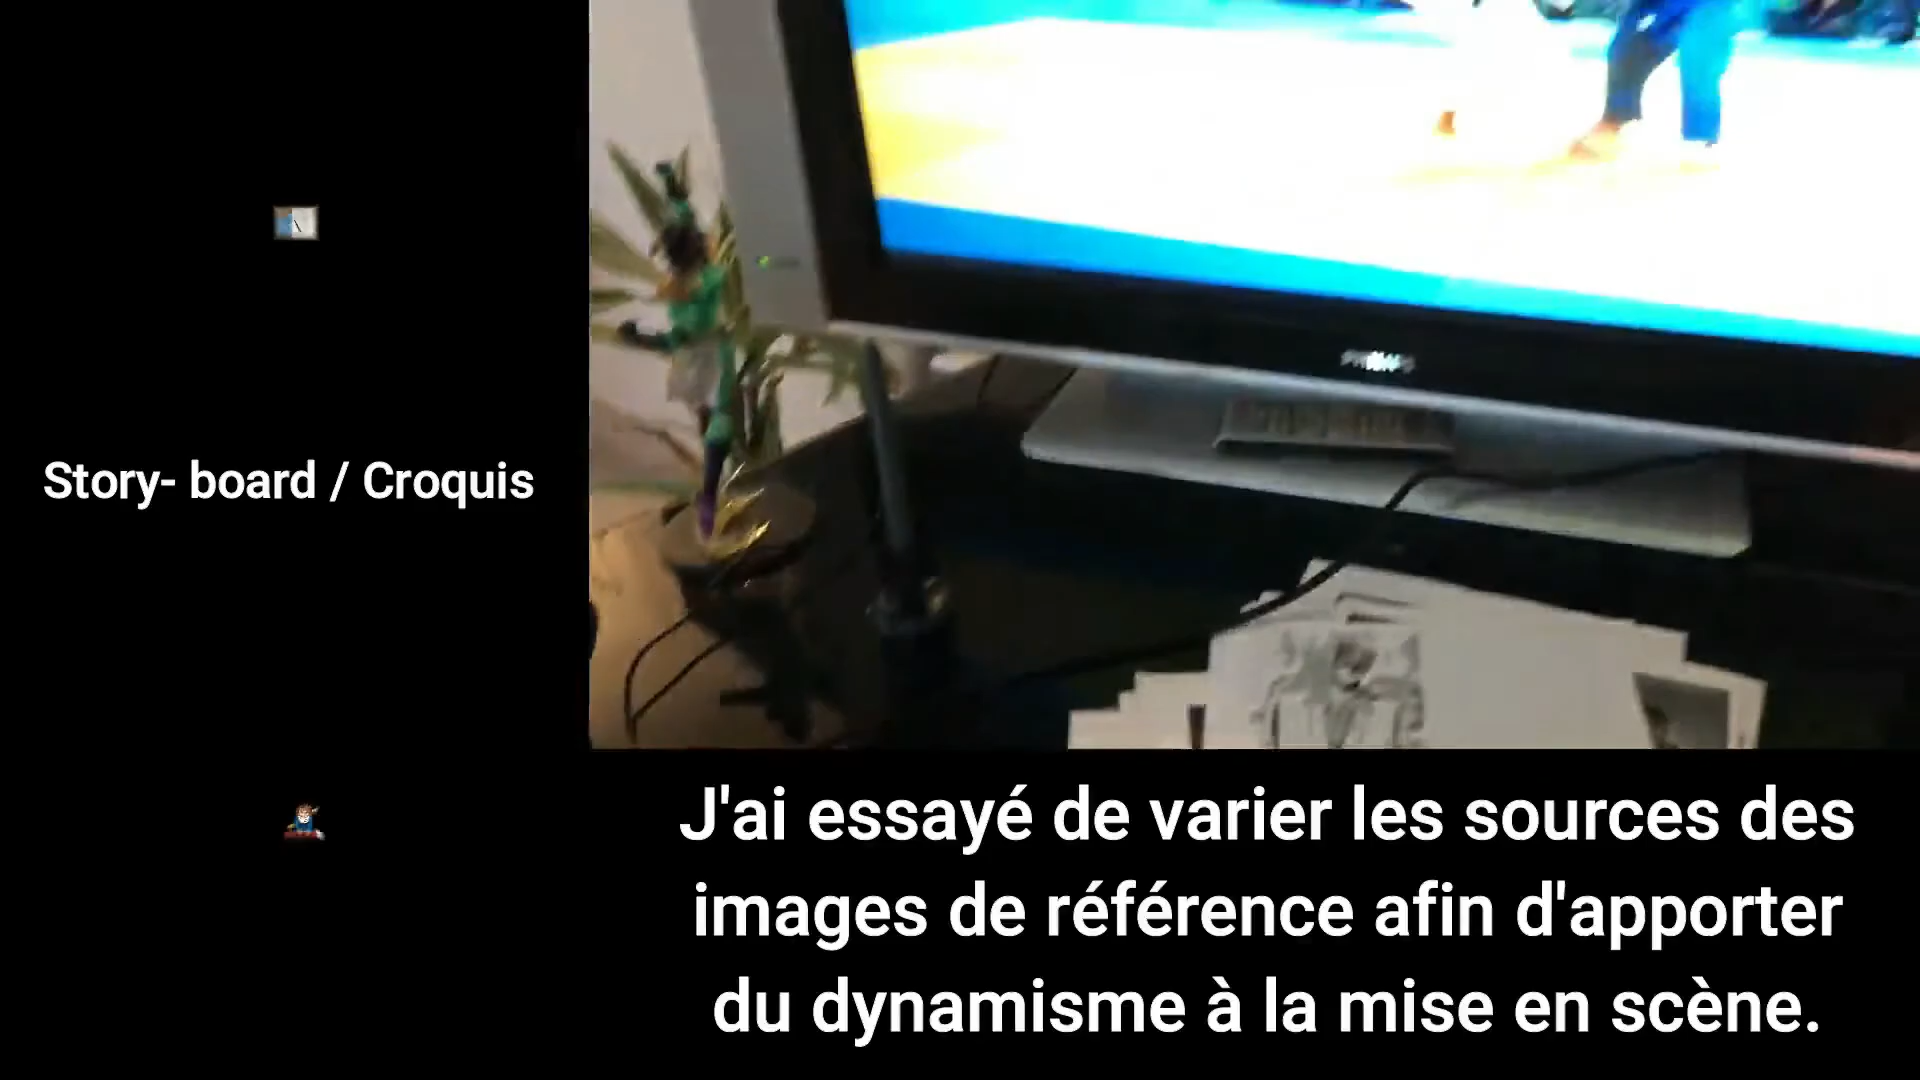 Story- board / Croquis
PHILIPS
J'ai essayé de varier les sources des
images de référence afin d'apporter
du dynamisme à la mise en scène.